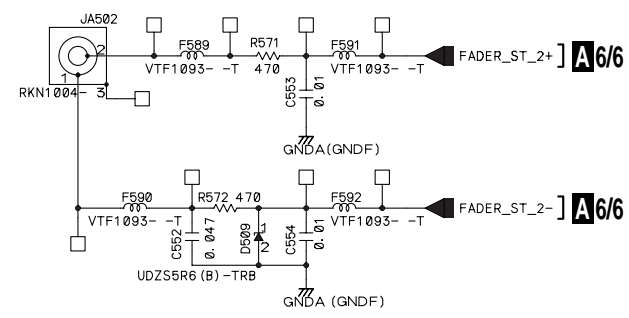 JA502
F589
R571
F591
2
FADER_ST_2+
A 6/6
1
VTF1093- -T
470
VTF1093- -T
RKN1004-
3
C553
0.01
GNDA(GNDF)
F590
R572 470
F592
FADER_ST_2-
A 6/6
VTF1093- -T
VTF1093- -T
C552
0.047
D509
1
2
C554
0.01
UDZS5R6(B)-TRB
GNDA (GNDF)